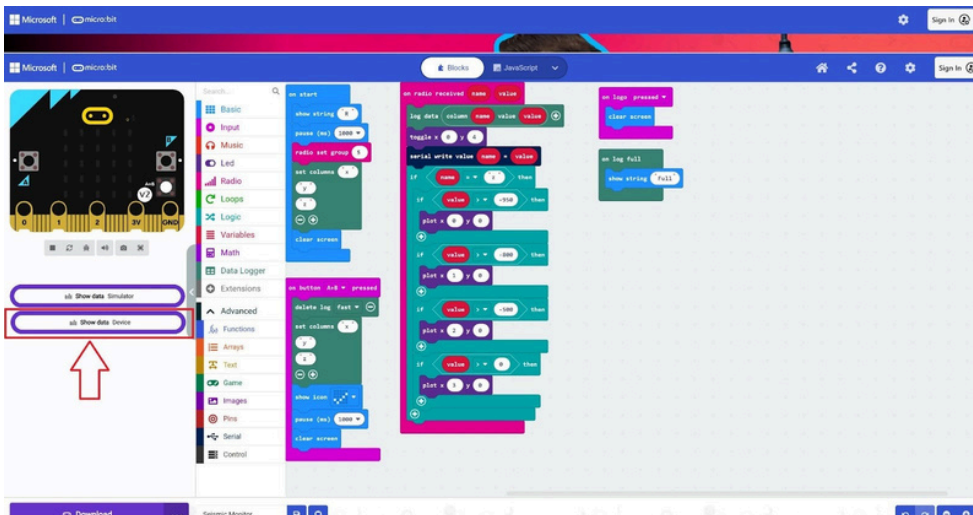 Microsoft | micro:bit
Sign In
Microsoft | micro:bit
Blocks
JavaScript
Sign In
A
B
A+B
V2
0 1 2 3V GND
Show data Simulator
Show data Device
Download
Search...
Basic
Input
Music
Led
Radio
Loops
Logic
Variables
Math
Data Logger
Extensions
Advanced
Functions
Arrays
Text
Game
Images
Pins
Serial
Control
Seismic Monitor
on start
show string "R"
pause (ms) 1000
radio set group 5
set columns "x"
"y"
"z"
clear screen
on button A+B pressed
delete log fast
set columns "x"
"y"
"z"
show icon
pause (ms) 1000
clear screen
on radio received name value
log data column name value value
toggle x 0 y 4
serial write value name = value
if name = "z" then
if value > -950 then
plot x 0 y 0
if value > -800 then
plot x 1 y 0
if value > -500 then
plot x 2 y 0
if value > 0 then
plot x 3 y 0
on logo pressed
clear screen
on log full
show string "full"